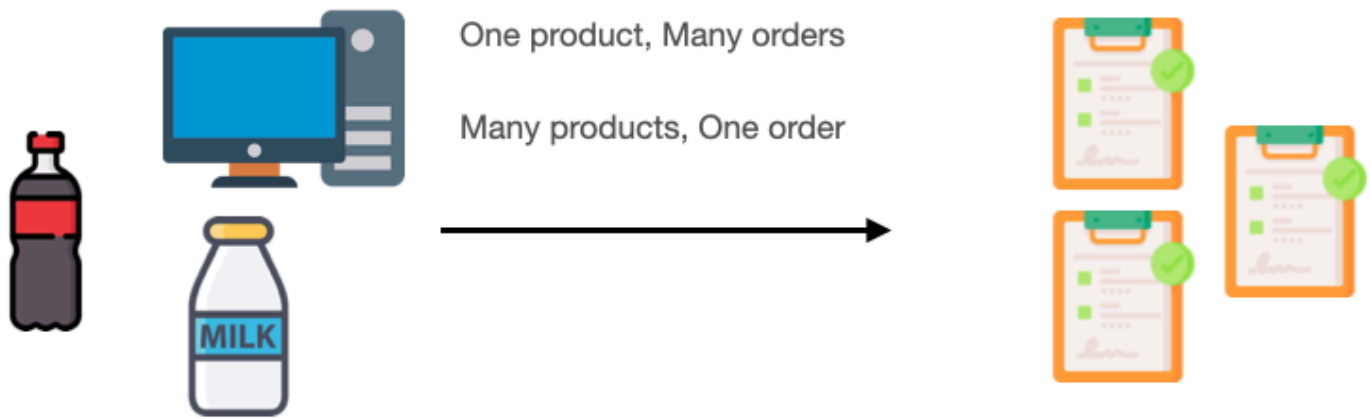 One product, Many orders
Many products, One order
MILK